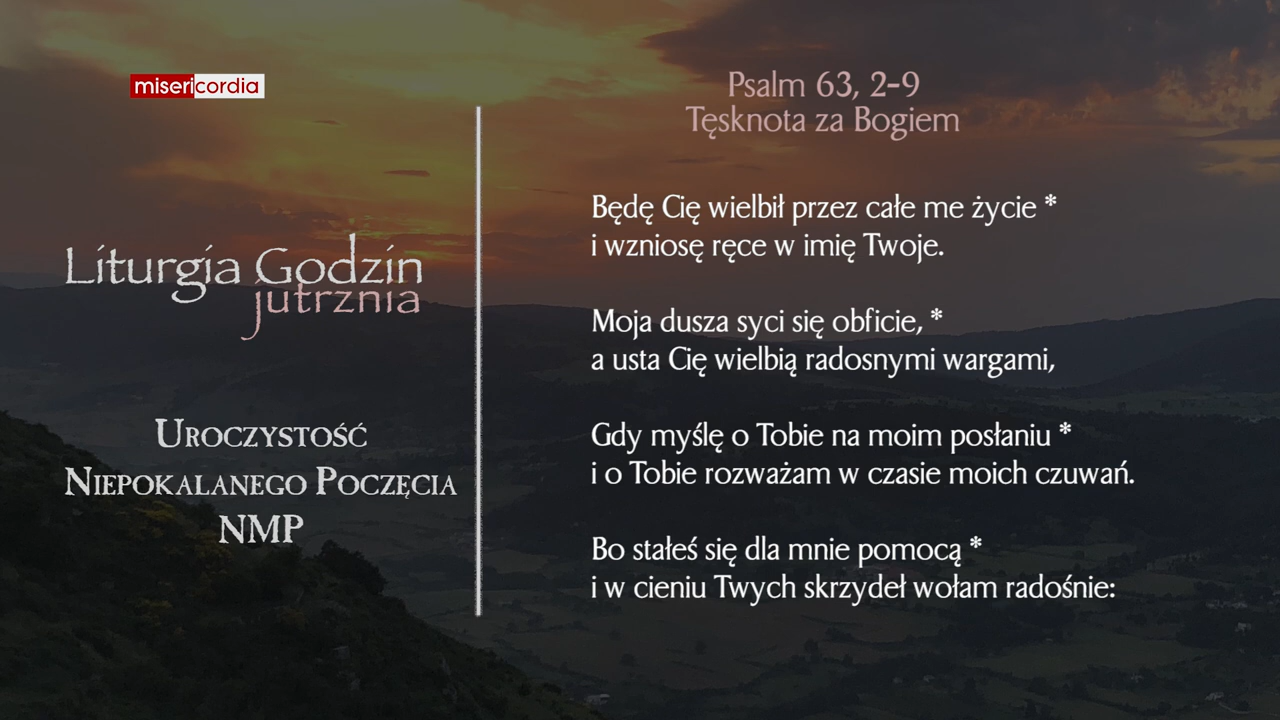 misericordia
Liturgia Godzin
jutrznia
Uroczystość
Niepokalanego Poczęcia
NMP
Psalm 63, 2-9
Tęsknota za Bogiem
Będę Cię wielbił przez całe me życie *
i wzniosę ręce w imię Twoje.
Moja dusza syci się obficie, *
a usta Cię wielbią radosnymi wargami,
Gdy myślę o Tobie na moim posłaniu *
i o Tobie rozważam w czasie moich czuwań.
Bo stałeś się dla mnie pomocą *
i w cieniu Twych skrzydeł wołam radośnie: